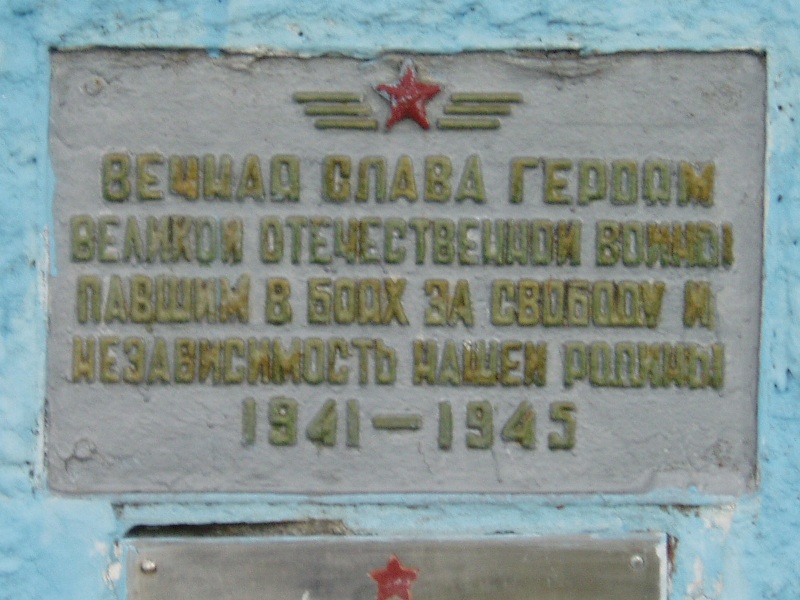 ВЕЧНАЯ СЛАВА ГЕРОЯМ
ВЕЛИКОЙ ОТЕЧЕСТВЕННОЙ ВОЙНЫ
ПАВШИМ В БОЯХ ЗА СВОБОДУ И
НЕЗАВИСИМОСТЬ НАШЕЙ РОДИНЫ
1941—1945